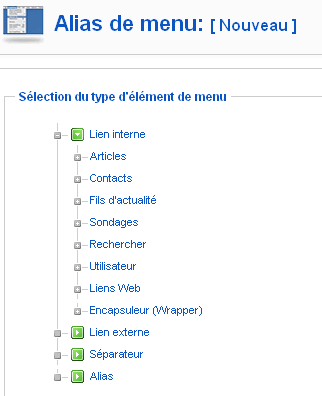 Alias de menu: [ Nouveau ]
Sélection du type d'élément de menu
Lien interne
Articles
Contacts
Fils d'actualité
Sondages
Rechercher
Utilisateur
Liens Web
Encapsuleur (Wrapper)
Lien externe
Séparateur
Alias